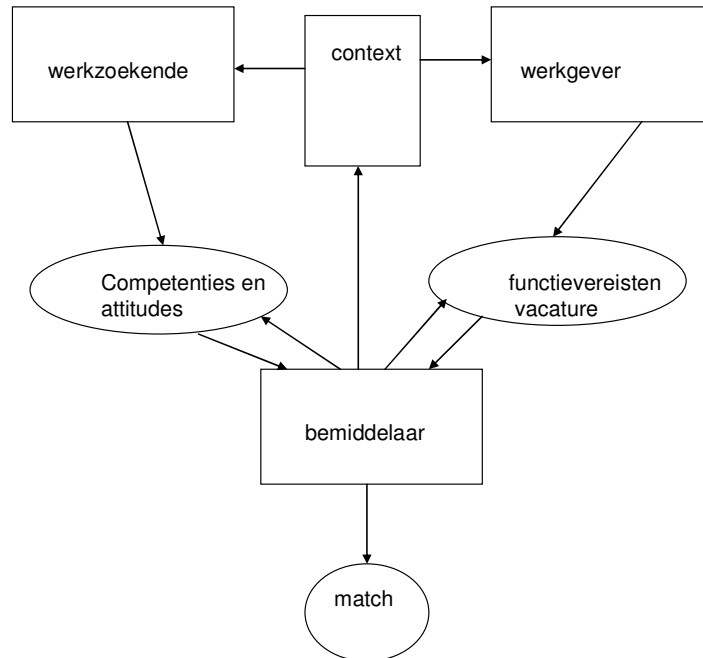 werkzoekende
context
werkgever
Competenties en
attitudes
functievereisten
vacature
bemiddelaar
match